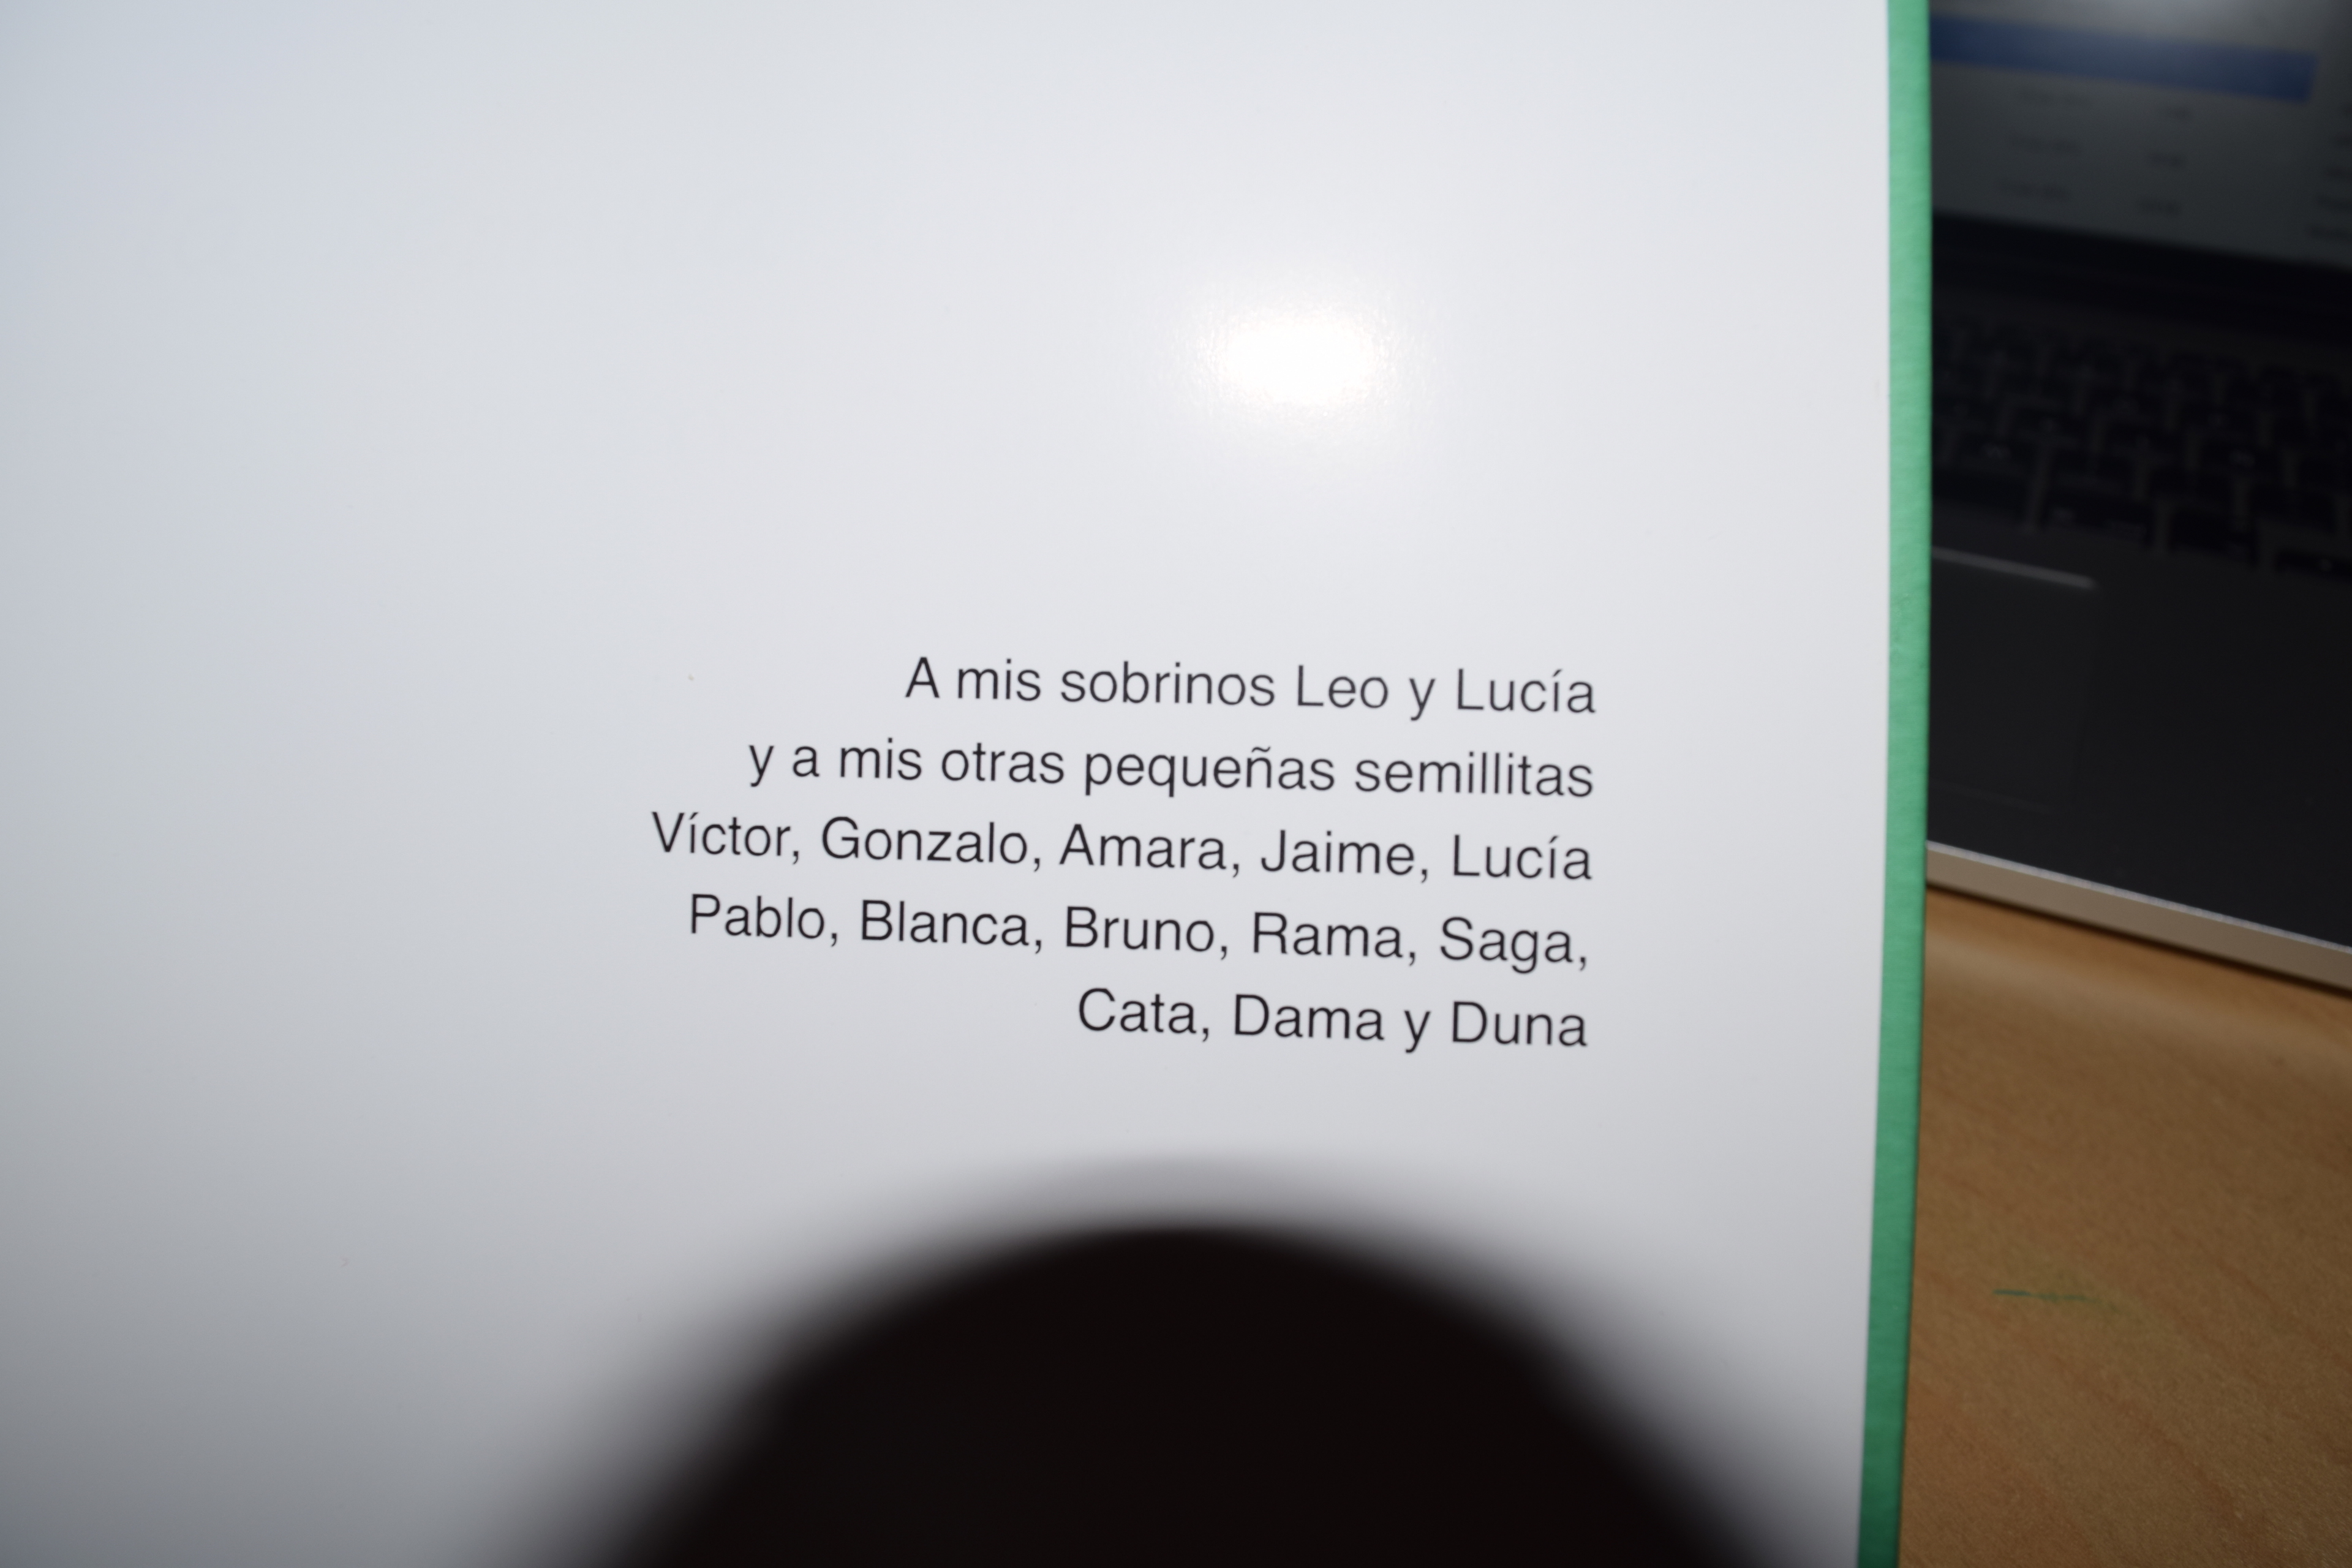 A mis sobrinos Leo y Lucía
y a mis otras pequeñas semillitas
Víctor, Gonzalo, Amara, Jaime, Lucía
Pablo, Blanca, Bruno, Rama, Saga,
Cata, Dama y Duna